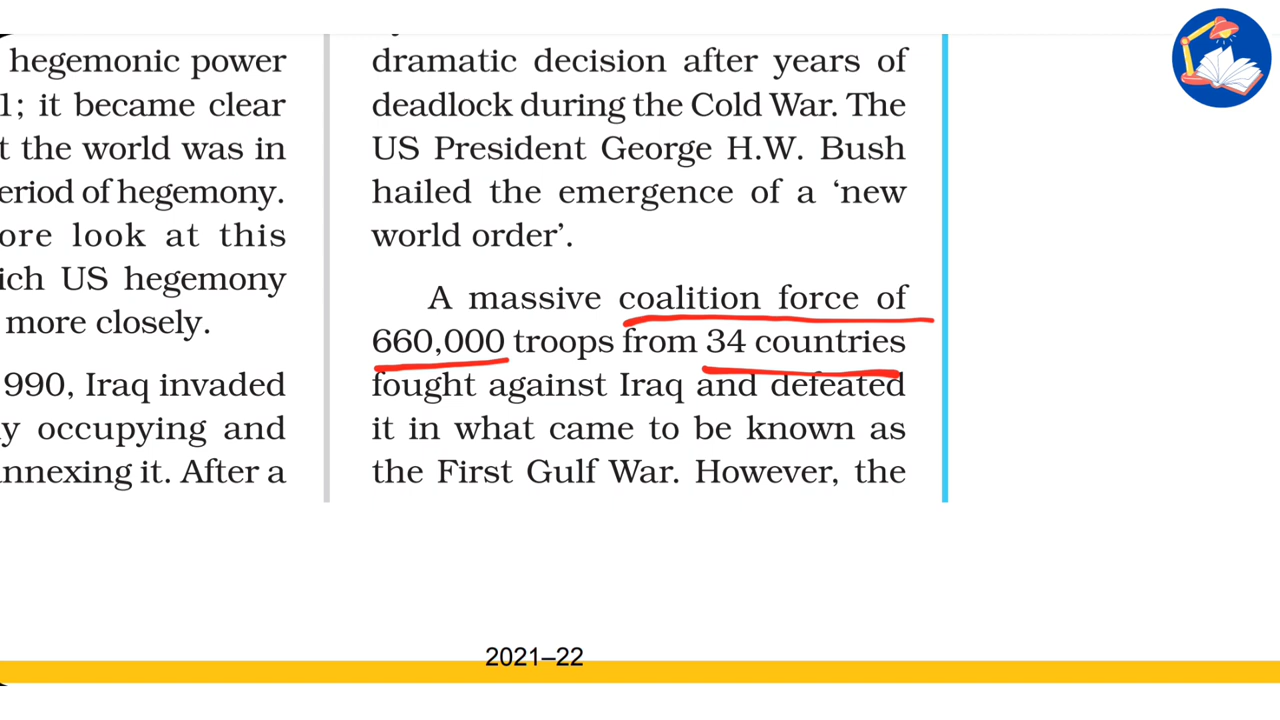 hegemonic power
1; it became clear
t the world was in
eriod of hegemony.
ore look at this
ich US hegemony
more closely.
990, Iraq invaded
y occupying and
nnexing it. After a
dramatic decision after years of
deadlock during the Cold War. The
US President George H.W. Bush
hailed the emergence of a ‘new
world order’.
A massive coalition force of
660,000 troops from 34 countries
fought against Iraq and defeated
it in what came to be known as
the First Gulf War. However, the
2021–22